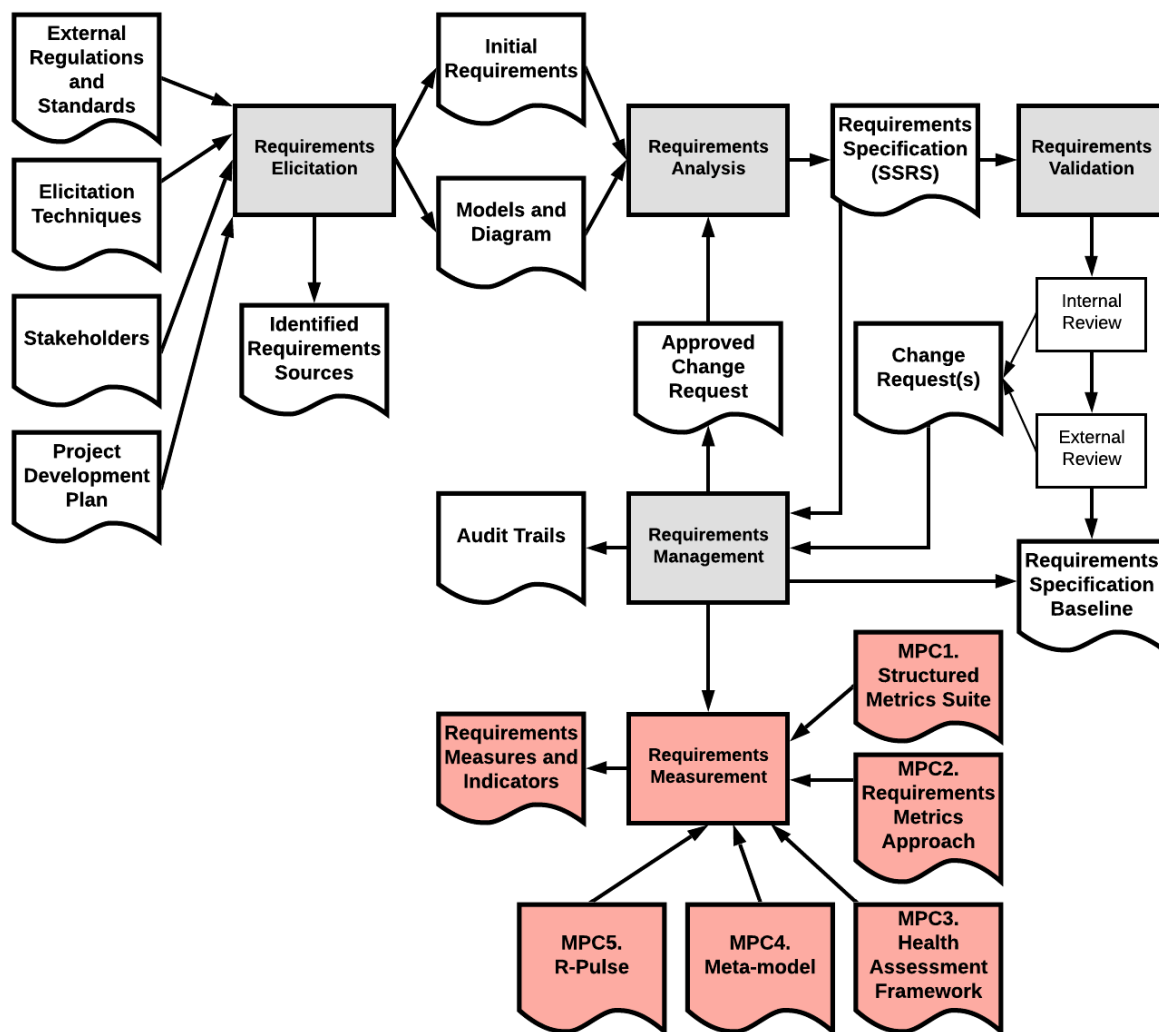 External
Regulations
and
Standards
Elicitation
Techniques
Stakeholders
Project
Development
Plan
Requirements
Elicitation
Identified
Requirements
Sources
Initial
Requirements
Models and
Diagram
Requirements
Analysis
Requirements
Specification
(SSRS)
Requirements
Validation
Internal
Review
External
Review
Change
Request(s)
Approved
Change
Request
Audit Trails
Requirements
Management
Requirements
Specification
Baseline
Requirements
Measures and
Indicators
Requirements
Measurement
MPC1.
Structured
Metrics Suite
MPC2.
Requirements
Metrics
Approach
MPC5.
R-Pulse
MPC4.
Meta-model
MPC3.
Health
Assessment
Framework